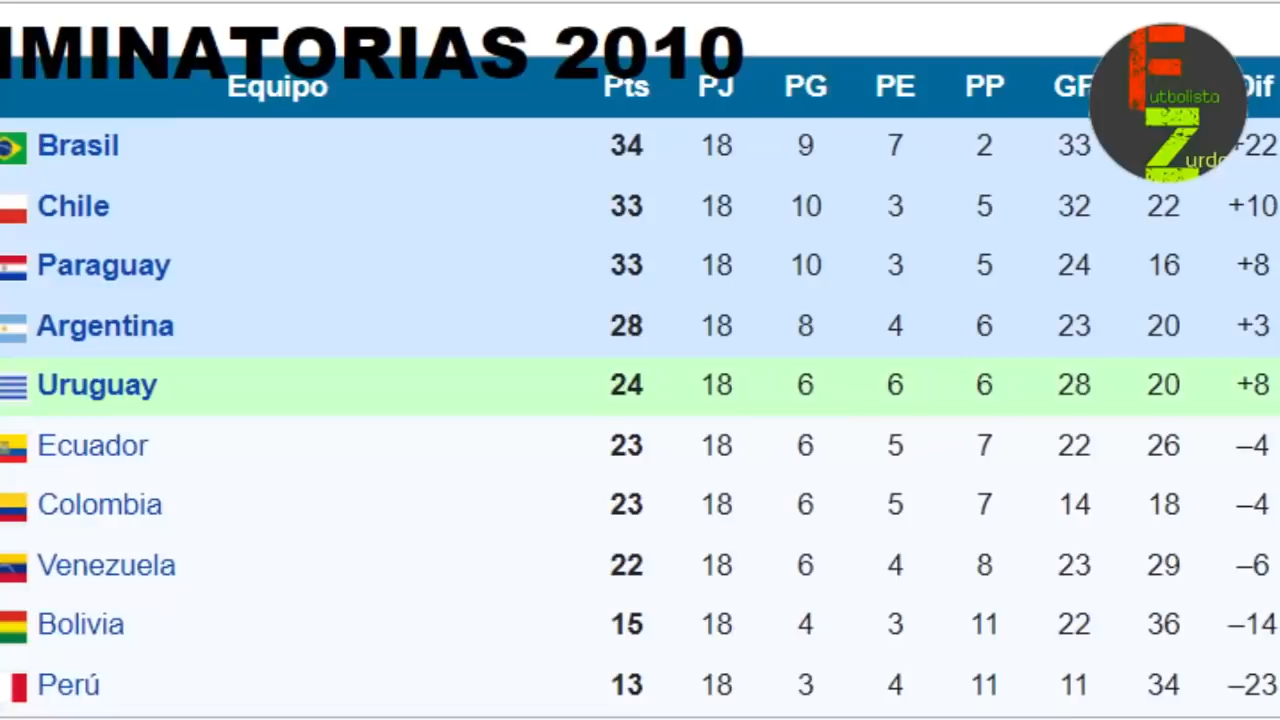 IMINATORIAS 2010
Equipo Pts PJ PG PE PP GF Dif
Futbolista
Zurdo
Brasil 34 18 9 7 2 33 +22
Chile 33 18 10 3 5 32 22 +10
Paraguay 33 18 10 3 5 24 16 +8
Argentina 28 18 8 4 6 23 20 +3
Uruguay 24 18 6 6 6 28 20 +8
Ecuador 23 18 6 5 7 22 26 –4
Colombia 23 18 6 5 7 14 18 –4
Venezuela 22 18 6 4 8 23 29 –6
Bolivia 15 18 4 3 11 22 36 –14
Perú 13 18 3 4 11 11 34 –23